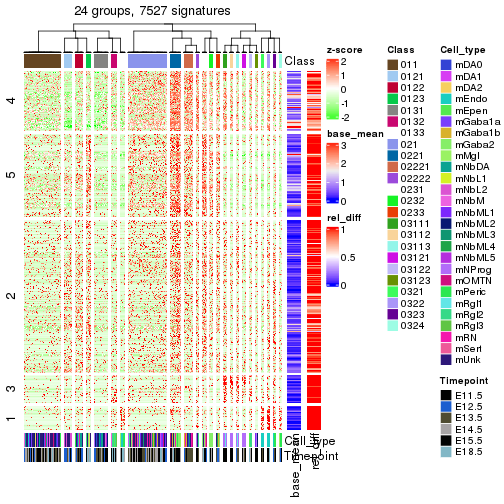 24 groups, 7527 signatures
Class
4
5
2
3
1
Cell_type
Timepoint
base_mean
rel_diff
z-score
2
1
0
-1
-2
base_mean
3
2
1
0
rel_diff
1
0.5
0
Class
011
0121
0122
0123
0131
0132
0133
021
0221
02221
02222
0231
0232
0233
03111
03112
03113
03121
03122
03123
0321
0322
0323
0324
Cell_type
mDA0
mDA1
mDA2
mEndo
mEpen
mGaba1a
mGaba1b
mGaba2
mMgl
mNbDA
mNbL1
mNbL2
mNbM
mNbML1
mNbML2
mNbML3
mNbML4
mNbML5
mNProg
mOMTN
mPeric
mRgl1
mRgl2
mRgl3
mRN
mSert
mUnk
Timepoint
E11.5
E12.5
E13.5
E14.5
E15.5
E18.5